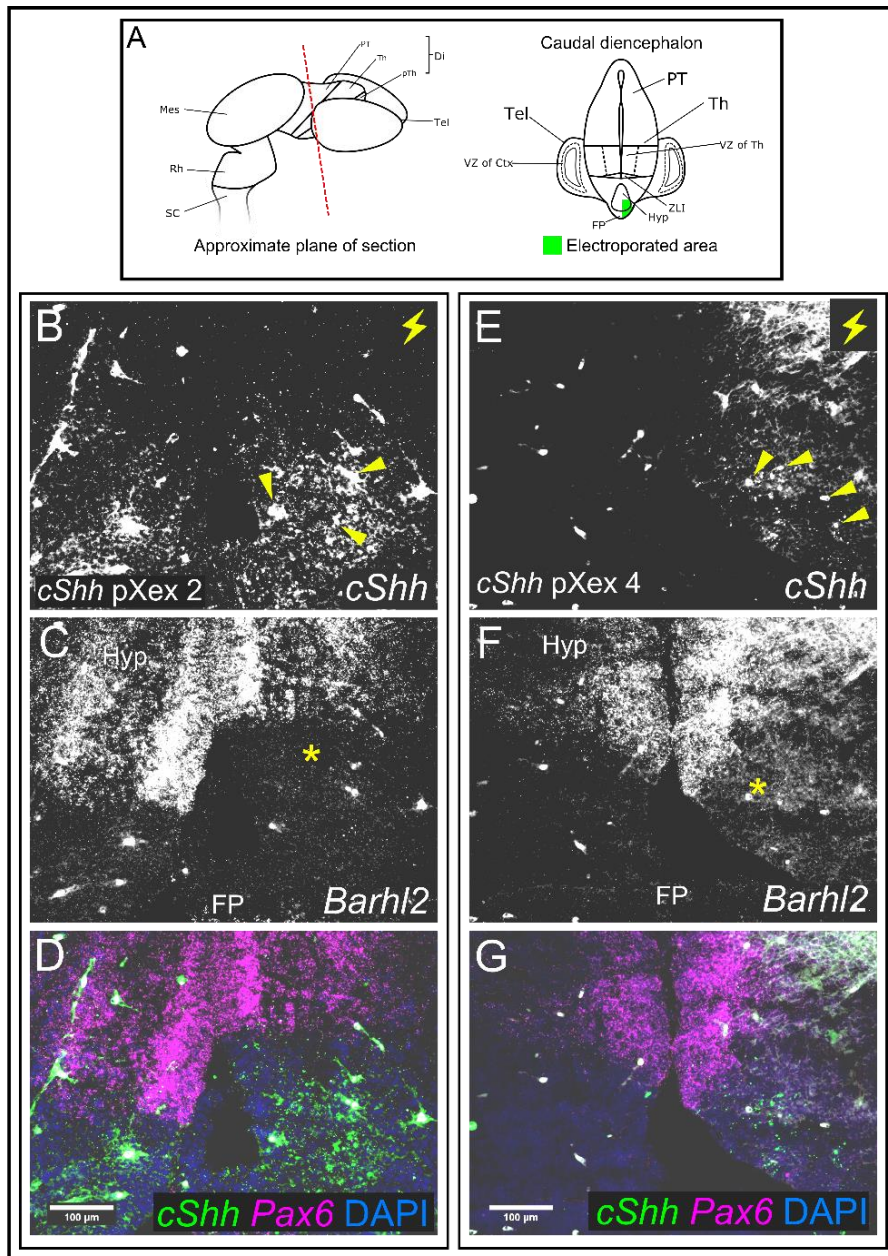 A
PT
Th
Di
pTh
Mes
Tel
Rh
SC
Approximate plane of section
Caudal diencephalon
PT
Th
Tel
VZ of Th
VZ of Ctx
ZLI
Hyp
FP
Electroporated area
B
cShh pXex 2
cShh
E
cShh pXex 4
cShh
C
Hyp
*
FP
Barhl2
F
Hyp
*
FP
Barhl2
D
100 µm
cShh Pax6 DAPI
G
100 µm
cShh Pax6 DAPI